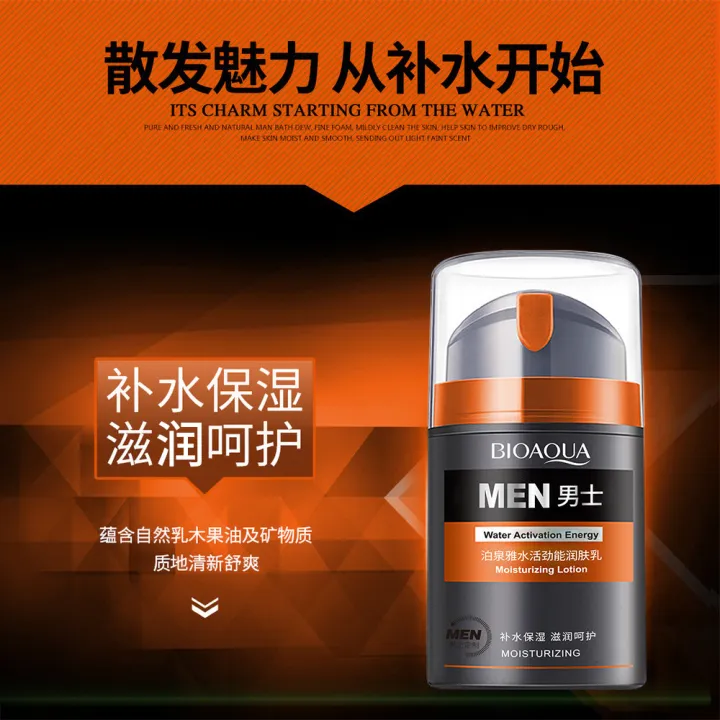 散发魅力 从补水开始
ITS CHARM STARTING FROM THE WATER
PURE AND FRESH AND NATURAL MAN BATH DEW, FINE FOAM, MILDLY CLEAN THE SKIN, HELP SKIN TO IMPROVE DRY ROUGH,
MAKE SKIN MOIST AND SMOOTH, SENDING OUT LIGHT FAINT SCENT
补水保湿
滋润呵护
蕴含自然乳木果油及矿物质
质地清新舒爽
BIOAQUA
MEN 男士
Water Activation Energy
泊泉雅水活劲能润肤乳
Moisturizing Lotion
MEN
补水保湿 滋润呵护
MOISTURIZING